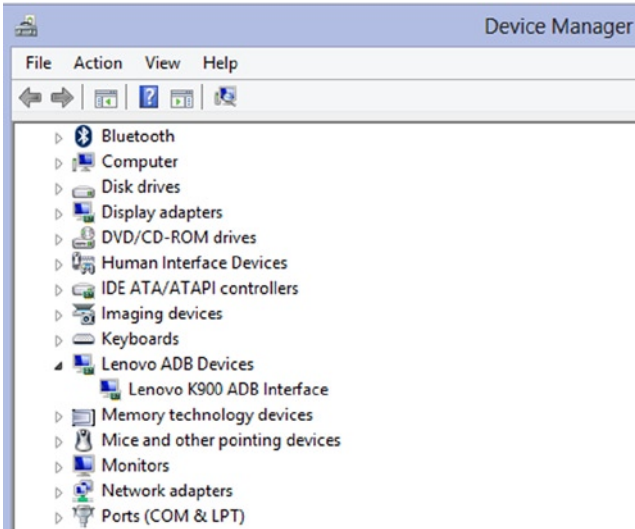 Device Manager
File Action View Help
Bluetooth
Computer
Disk drives
Display adapters
DVD/CD-ROM drives
Human Interface Devices
IDE ATA/ATAPI controllers
Imaging devices
Keyboards
Lenovo ADB Devices
Lenovo K900 ADB Interface
Memory technology devices
Mice and other pointing devices
Monitors
Network adapters
Ports (COM & LPT)